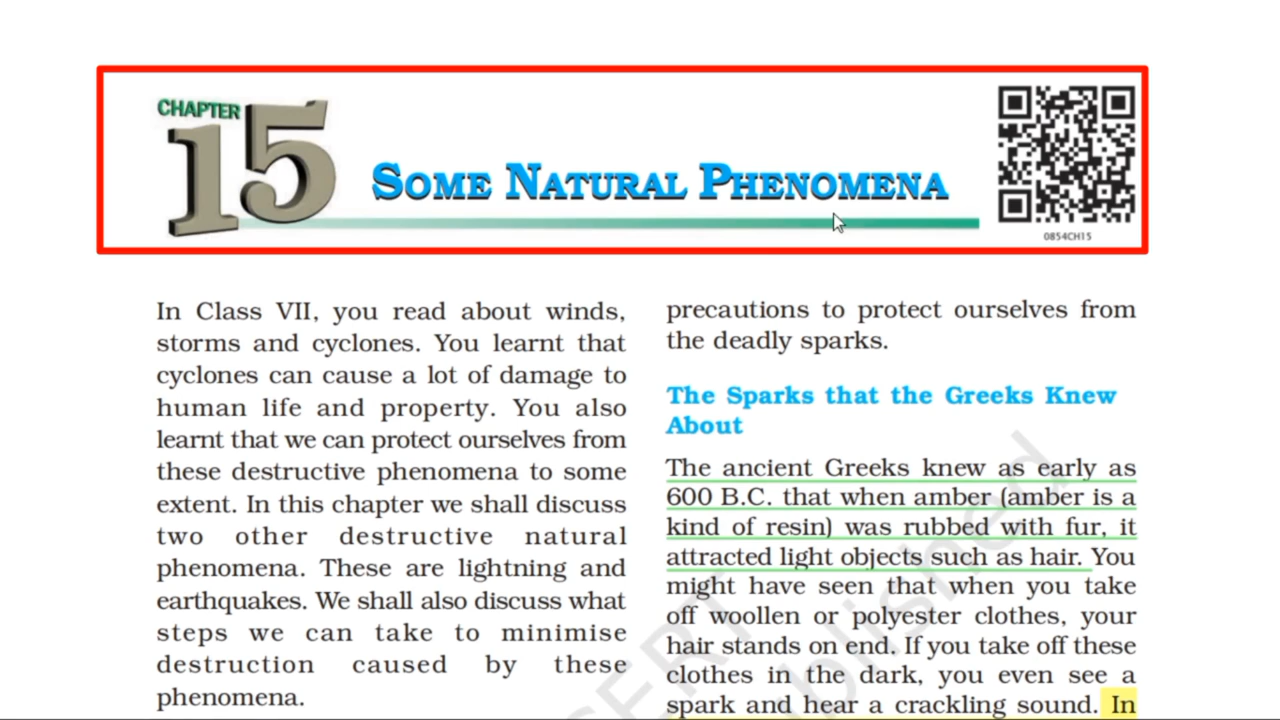 CHAPTER
15
SOME NATURAL PHENOMENA
0854CH15
In Class VII, you read about winds,
storms and cyclones. You learnt that
cyclones can cause a lot of damage to
human life and property. You also
learnt that we can protect ourselves from
these destructive phenomena to some
extent. In this chapter we shall discuss
two other destructive natural
phenomena. These are lightning and
earthquakes. We shall also discuss what
steps we can take to minimise
destruction caused by these
phenomena.
precautions to protect ourselves from
the deadly sparks.
The Sparks that the Greeks Knew
About
The ancient Greeks knew as early as
600 B.C. that when amber (amber is a
kind of resin) was rubbed with fur, it
attracted light objects such as hair. You
might have seen that when you take
off woollen or polyester clothes, your
hair stands on end. If you take off these
clothes in the dark, you even see a
spark and hear a crackling sound. In